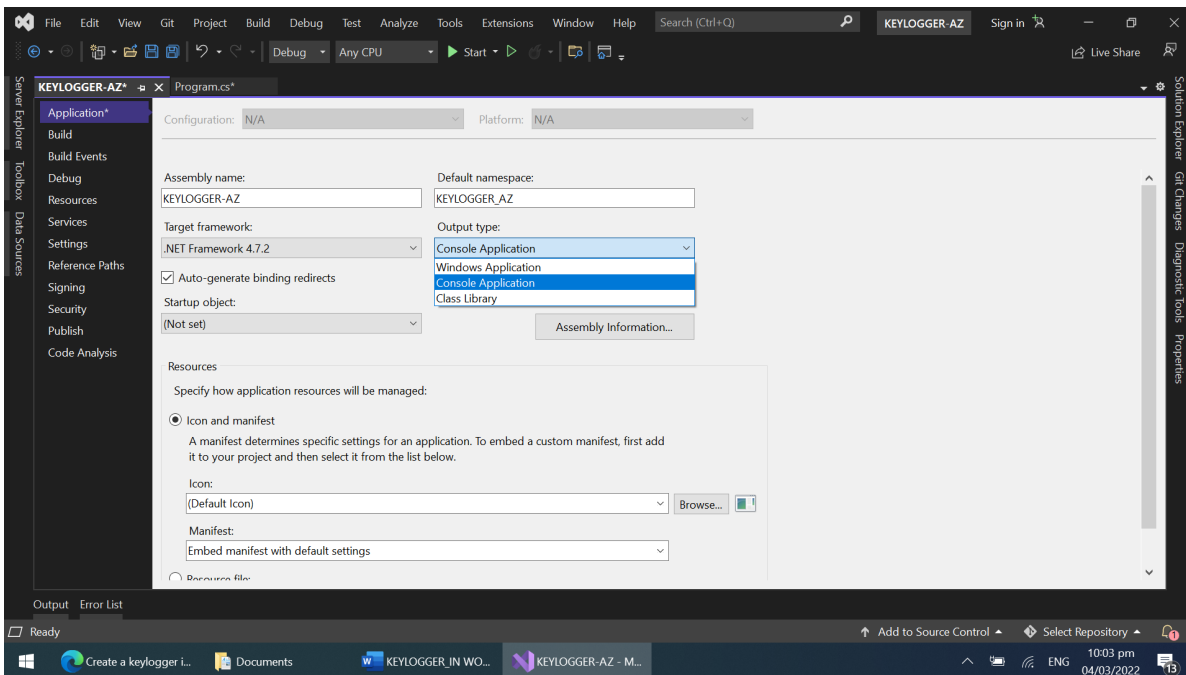 File Edit View Git Project Build Debug Test Analyze Tools Extensions Window Help Search (Ctrl+Q) KEYLOGGER-AZ Sign in
Debug Any CPU Start Live Share
KEYLOGGER-AZ* Program.cs*
Server Explorer
Toolbox
Data Sources
Application*
Build
Build Events
Debug
Resources
Services
Settings
Reference Paths
Signing
Security
Publish
Code Analysis
Configuration: N/A Platform: N/A
Assembly name: Default namespace:
KEYLOGGER-AZ KEYLOGGER_AZ
Target framework: Output type:
.NET Framework 4.7.2 Console Application
Windows Application
Auto-generate binding redirects Console Application
Startup object: Class Library
(Not set) Assembly Information...
Resources
Specify how application resources will be managed:
Icon and manifest
A manifest determines specific settings for an application. To embed a custom manifest, first add
it to your project and then select it from the list below.
Icon:
(Default Icon) Browse...
Manifest:
Embed manifest with default settings
Resource file:
Solution Explorer
Git Changes
Diagnostic Tools
Properties
Output Error List
Ready Add to Source Control Select Repository 1
Create a keylogger i... Documents KEYLOGGER_IN WO... KEYLOGGER-AZ - M... ENG 10:03 pm
04/03/2022 13